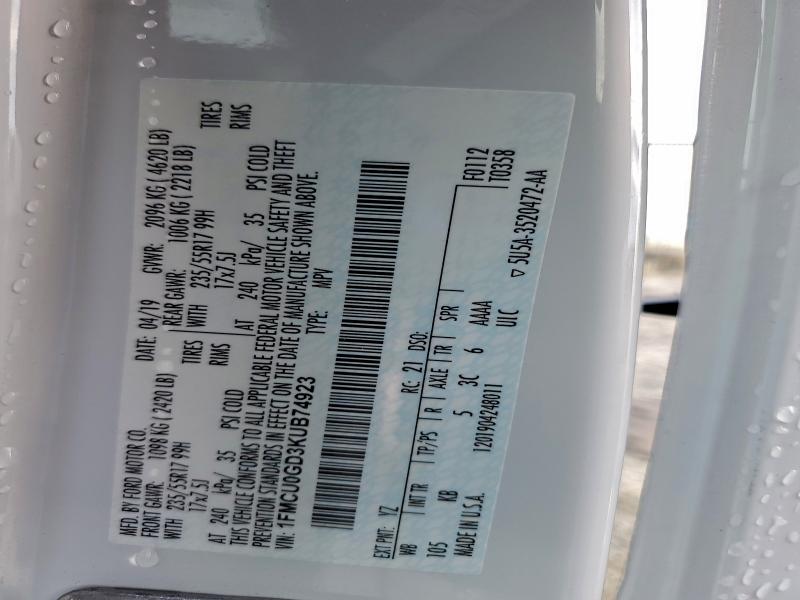 MFD. BY FORD MOTOR CO. DATE: 04/19 GVWR: 2096 KG ( 4620 LB)
FRONT GAWR: 1098 KG ( 2420 LB) REAR GAWR: 1006 KG ( 2218 LB)
WITH 235/55R17 99H TIRES WITH 235/55R17 99H TIRES
17x7.5J RIMS 17x7.5J RIMS
AT 240 kPa/ 35 PSI COLD AT 240 kPa/ 35 PSI COLD
THIS VEHICLE CONFORMS TO ALL APPLICABLE FEDERAL MOTOR VEHICLE SAFETY AND THEFT
PREVENTION STANDARDS IN EFFECT ON THE DATE OF MANUFACTURE SHOWN ABOVE.
VIN: 1FMCU0GD3KUB74923 TYPE: MPV
EXT PNT: YZ RC: 21 DSO: F0112
WB INT TR TP/PS R AXLE TR SPR T0358
105 KB 5 3C 6 AAAA
MADE IN U.S.A. 1201904248011 ULC ▽ 5U5A-3520472-AA